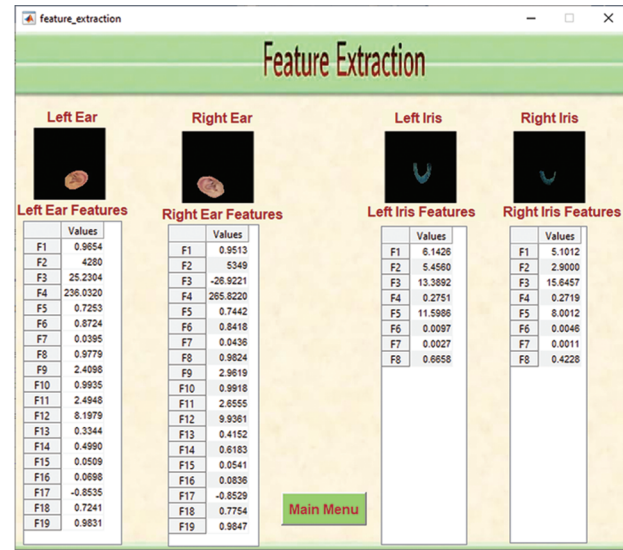 feature_extraction
Feature Extraction
Left Ear
Right Ear
Left Iris
Right Iris
Left Ear Features
Right Ear Features
Left Iris Features
Right Iris Features
Values
F1 0.9654
F2 4280
F3 25.2304
F4 236.0320
F5 0.7253
F6 0.8724
F7 0.0395
F8 0.9779
F9 2.4098
F10 0.9935
F11 2.4948
F12 8.1979
F13 0.3344
F14 0.4990
F15 0.0509
F16 0.0698
F17 -0.8535
F18 0.7241
F19 0.9831
Values
F1 0.9513
F2 5349
F3 -26.9221
F4 265.8220
F5 0.7442
F6 0.8418
F7 0.0436
F8 0.9824
F9 2.9619
F10 0.9918
F11 2.6555
F12 9.9361
F13 0.4152
F14 0.6183
F15 0.0541
F16 0.0836
F17 -0.8529
F18 0.7754
F19 0.9847
Values
F1 6.1426
F2 5.4560
F3 13.3892
F4 0.2751
F5 11.5986
F6 0.0097
F7 0.0027
F8 0.6658
Values
F1 5.1012
F2 2.9000
F3 15.6457
F4 0.2719
F5 8.0012
F6 0.0046
F7 0.0011
F8 0.4228
Main Menu